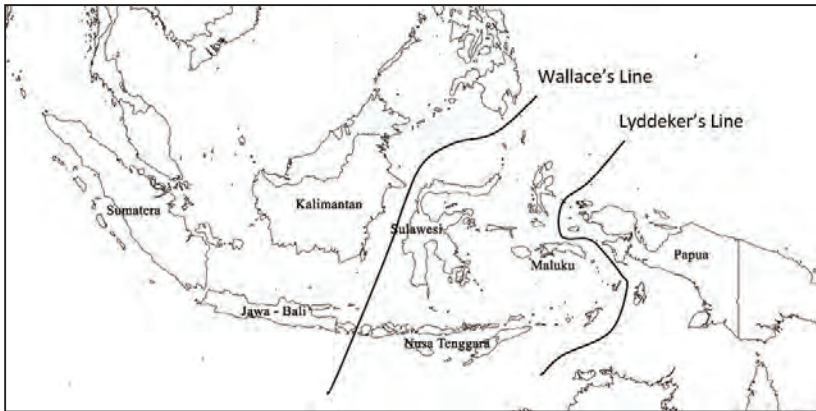 Wallace's Line
Lyddeker's Line
Kalimantan
Sumatera
Sulawesi
Papua
Maluku
Jawa - Bali
Nusa Tenggara